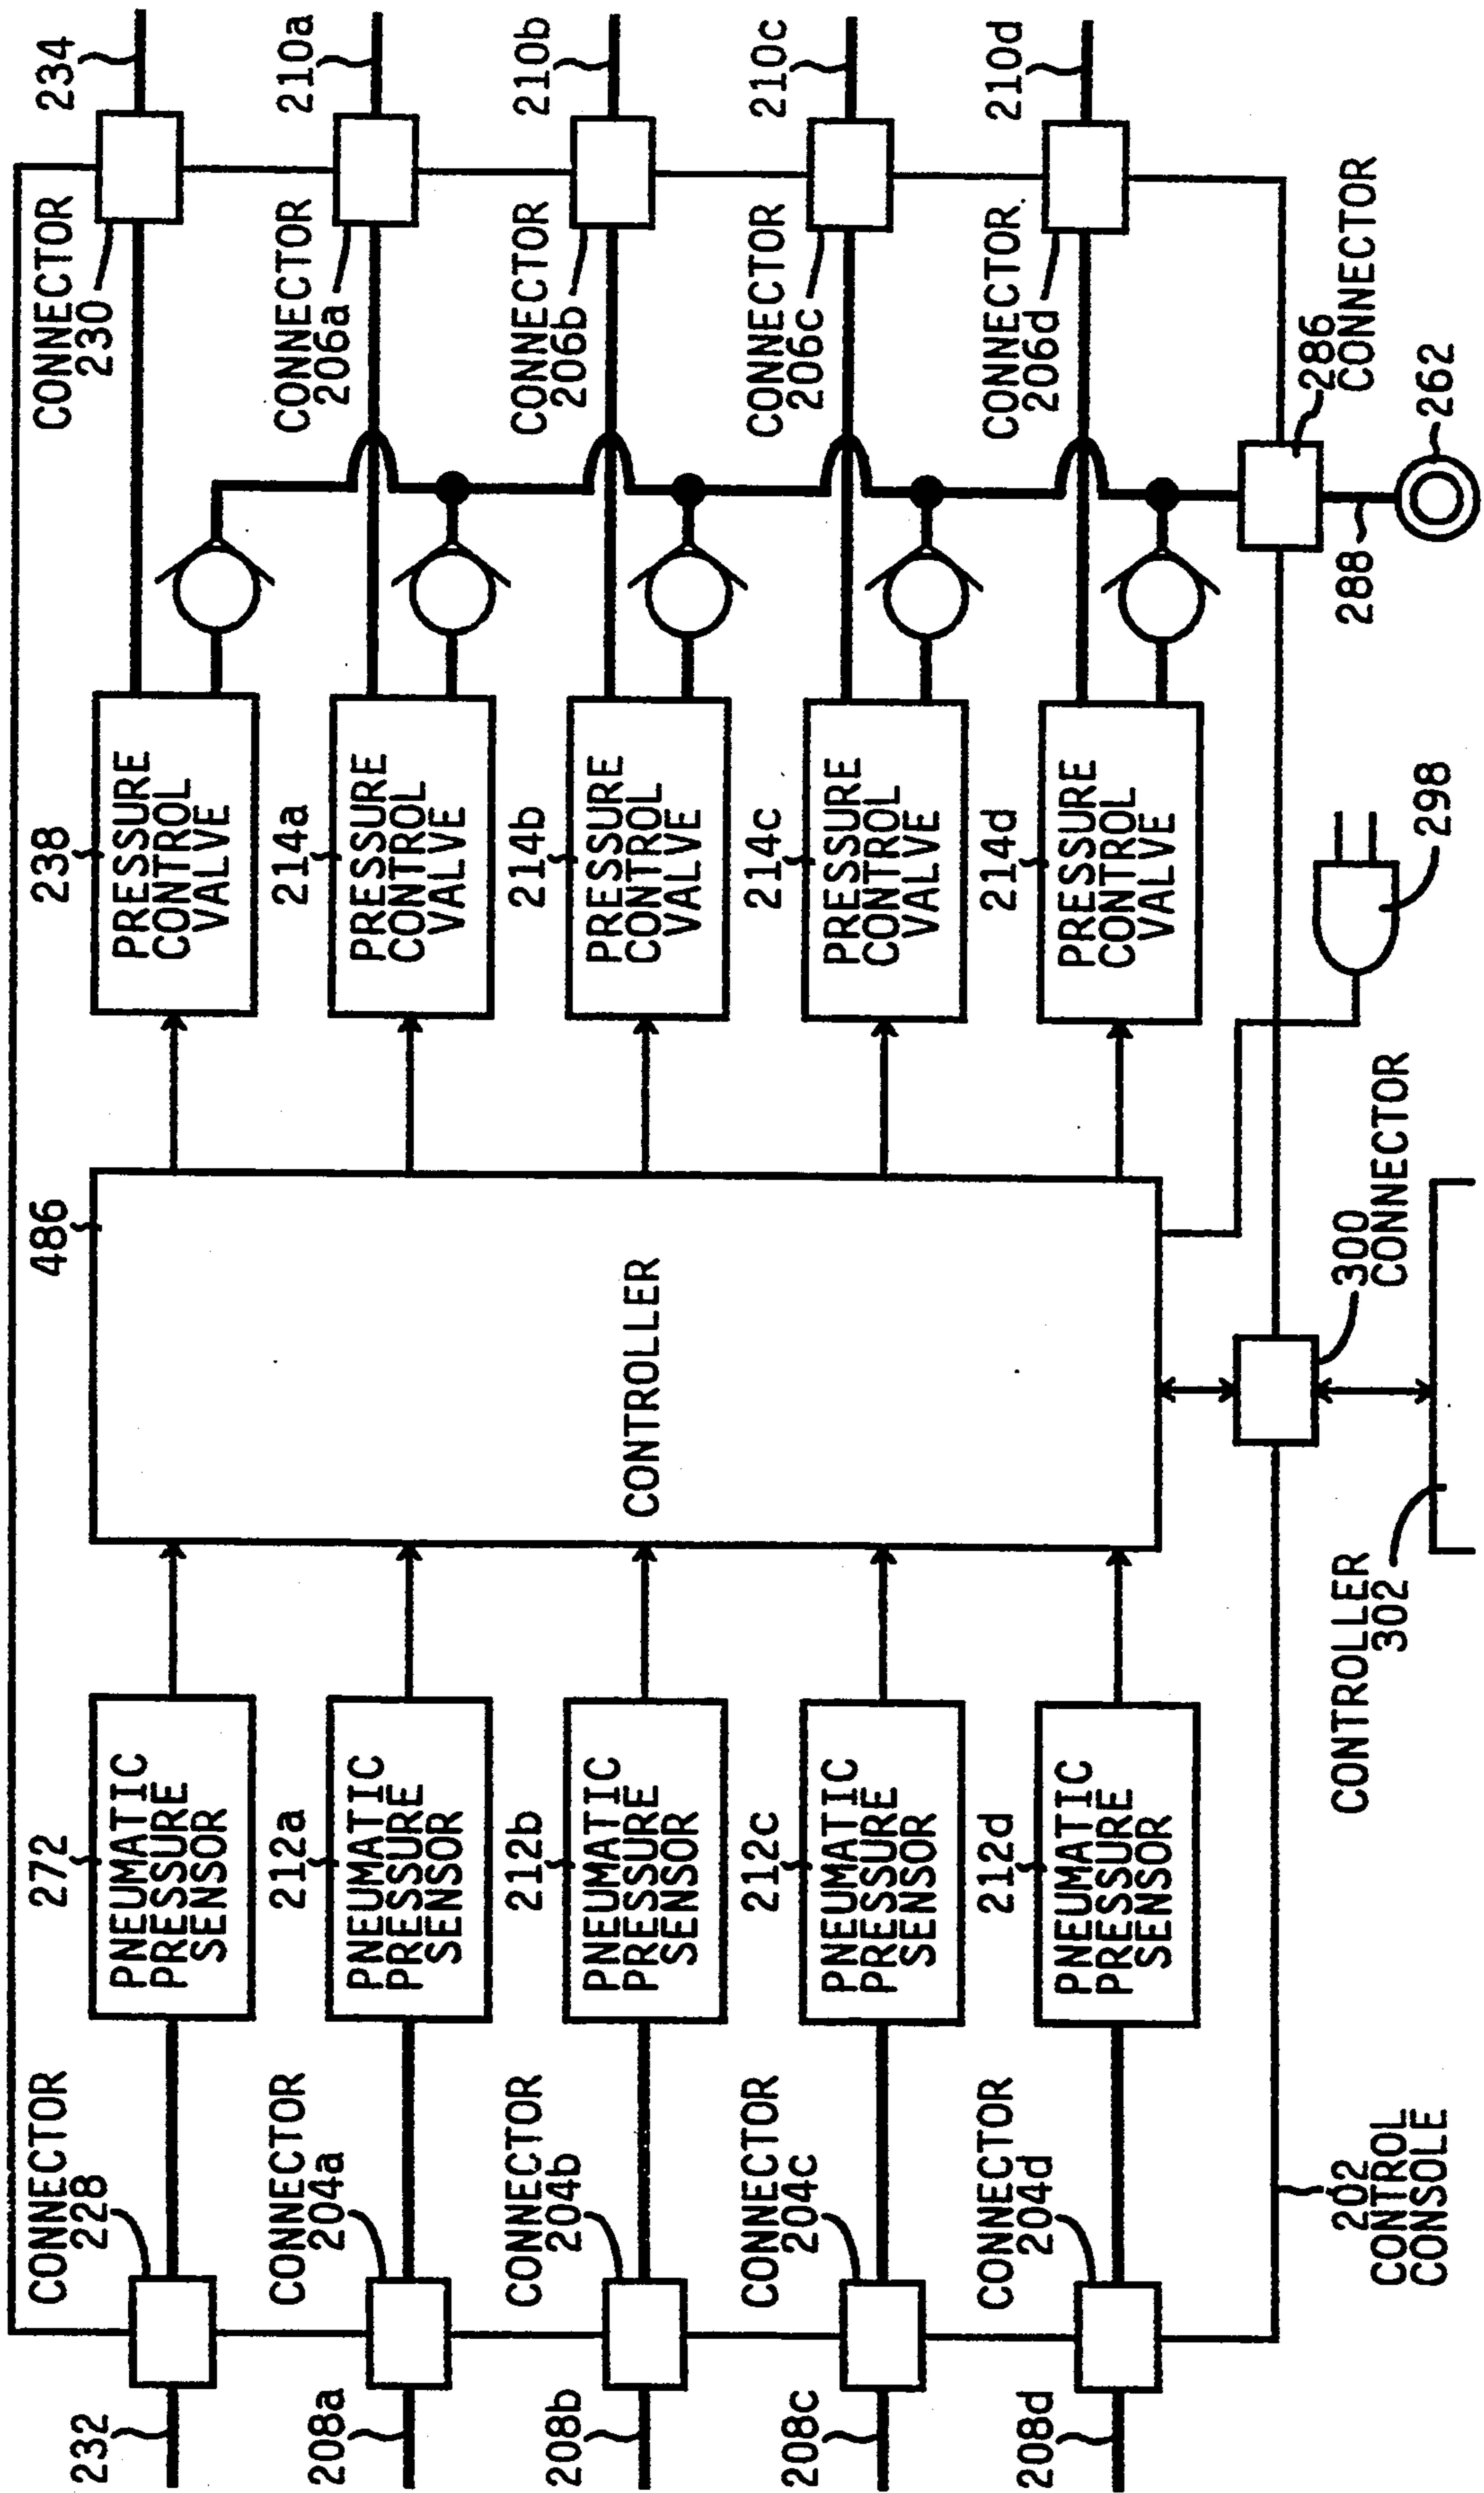 CONNECTOR
228
232
272
PNEUMATIC
PRESSURE
SENSOR
486
238
PRESSURE
CONTROL
VALVE
CONNECTOR
230
234
CONNECTOR
204a
208a
212a
PNEUMATIC
PRESSURE
SENSOR
214a
PRESSURE
CONTROL
VALVE
CONNECTOR
206a
210a
CONNECTOR
204b
208b
212b
PNEUMATIC
PRESSURE
SENSOR
CONTROLLER
214b
PRESSURE
CONTROL
VALVE
CONNECTOR
206b
210b
CONNECTOR
204c
208c
212c
PNEUMATIC
PRESSURE
SENSOR
214c
PRESSURE
CONTROL
VALVE
CONNECTOR
206c
210c
CONNECTOR
204d
208d
212d
PNEUMATIC
PRESSURE
SENSOR
214d
PRESSURE
CONTROL
VALVE
CONNECTOR
206d
210d
202
CONTROL
CONSOLE
CONTROLLER
302
300
CONNECTOR
298
288
286
CONNECTOR
262